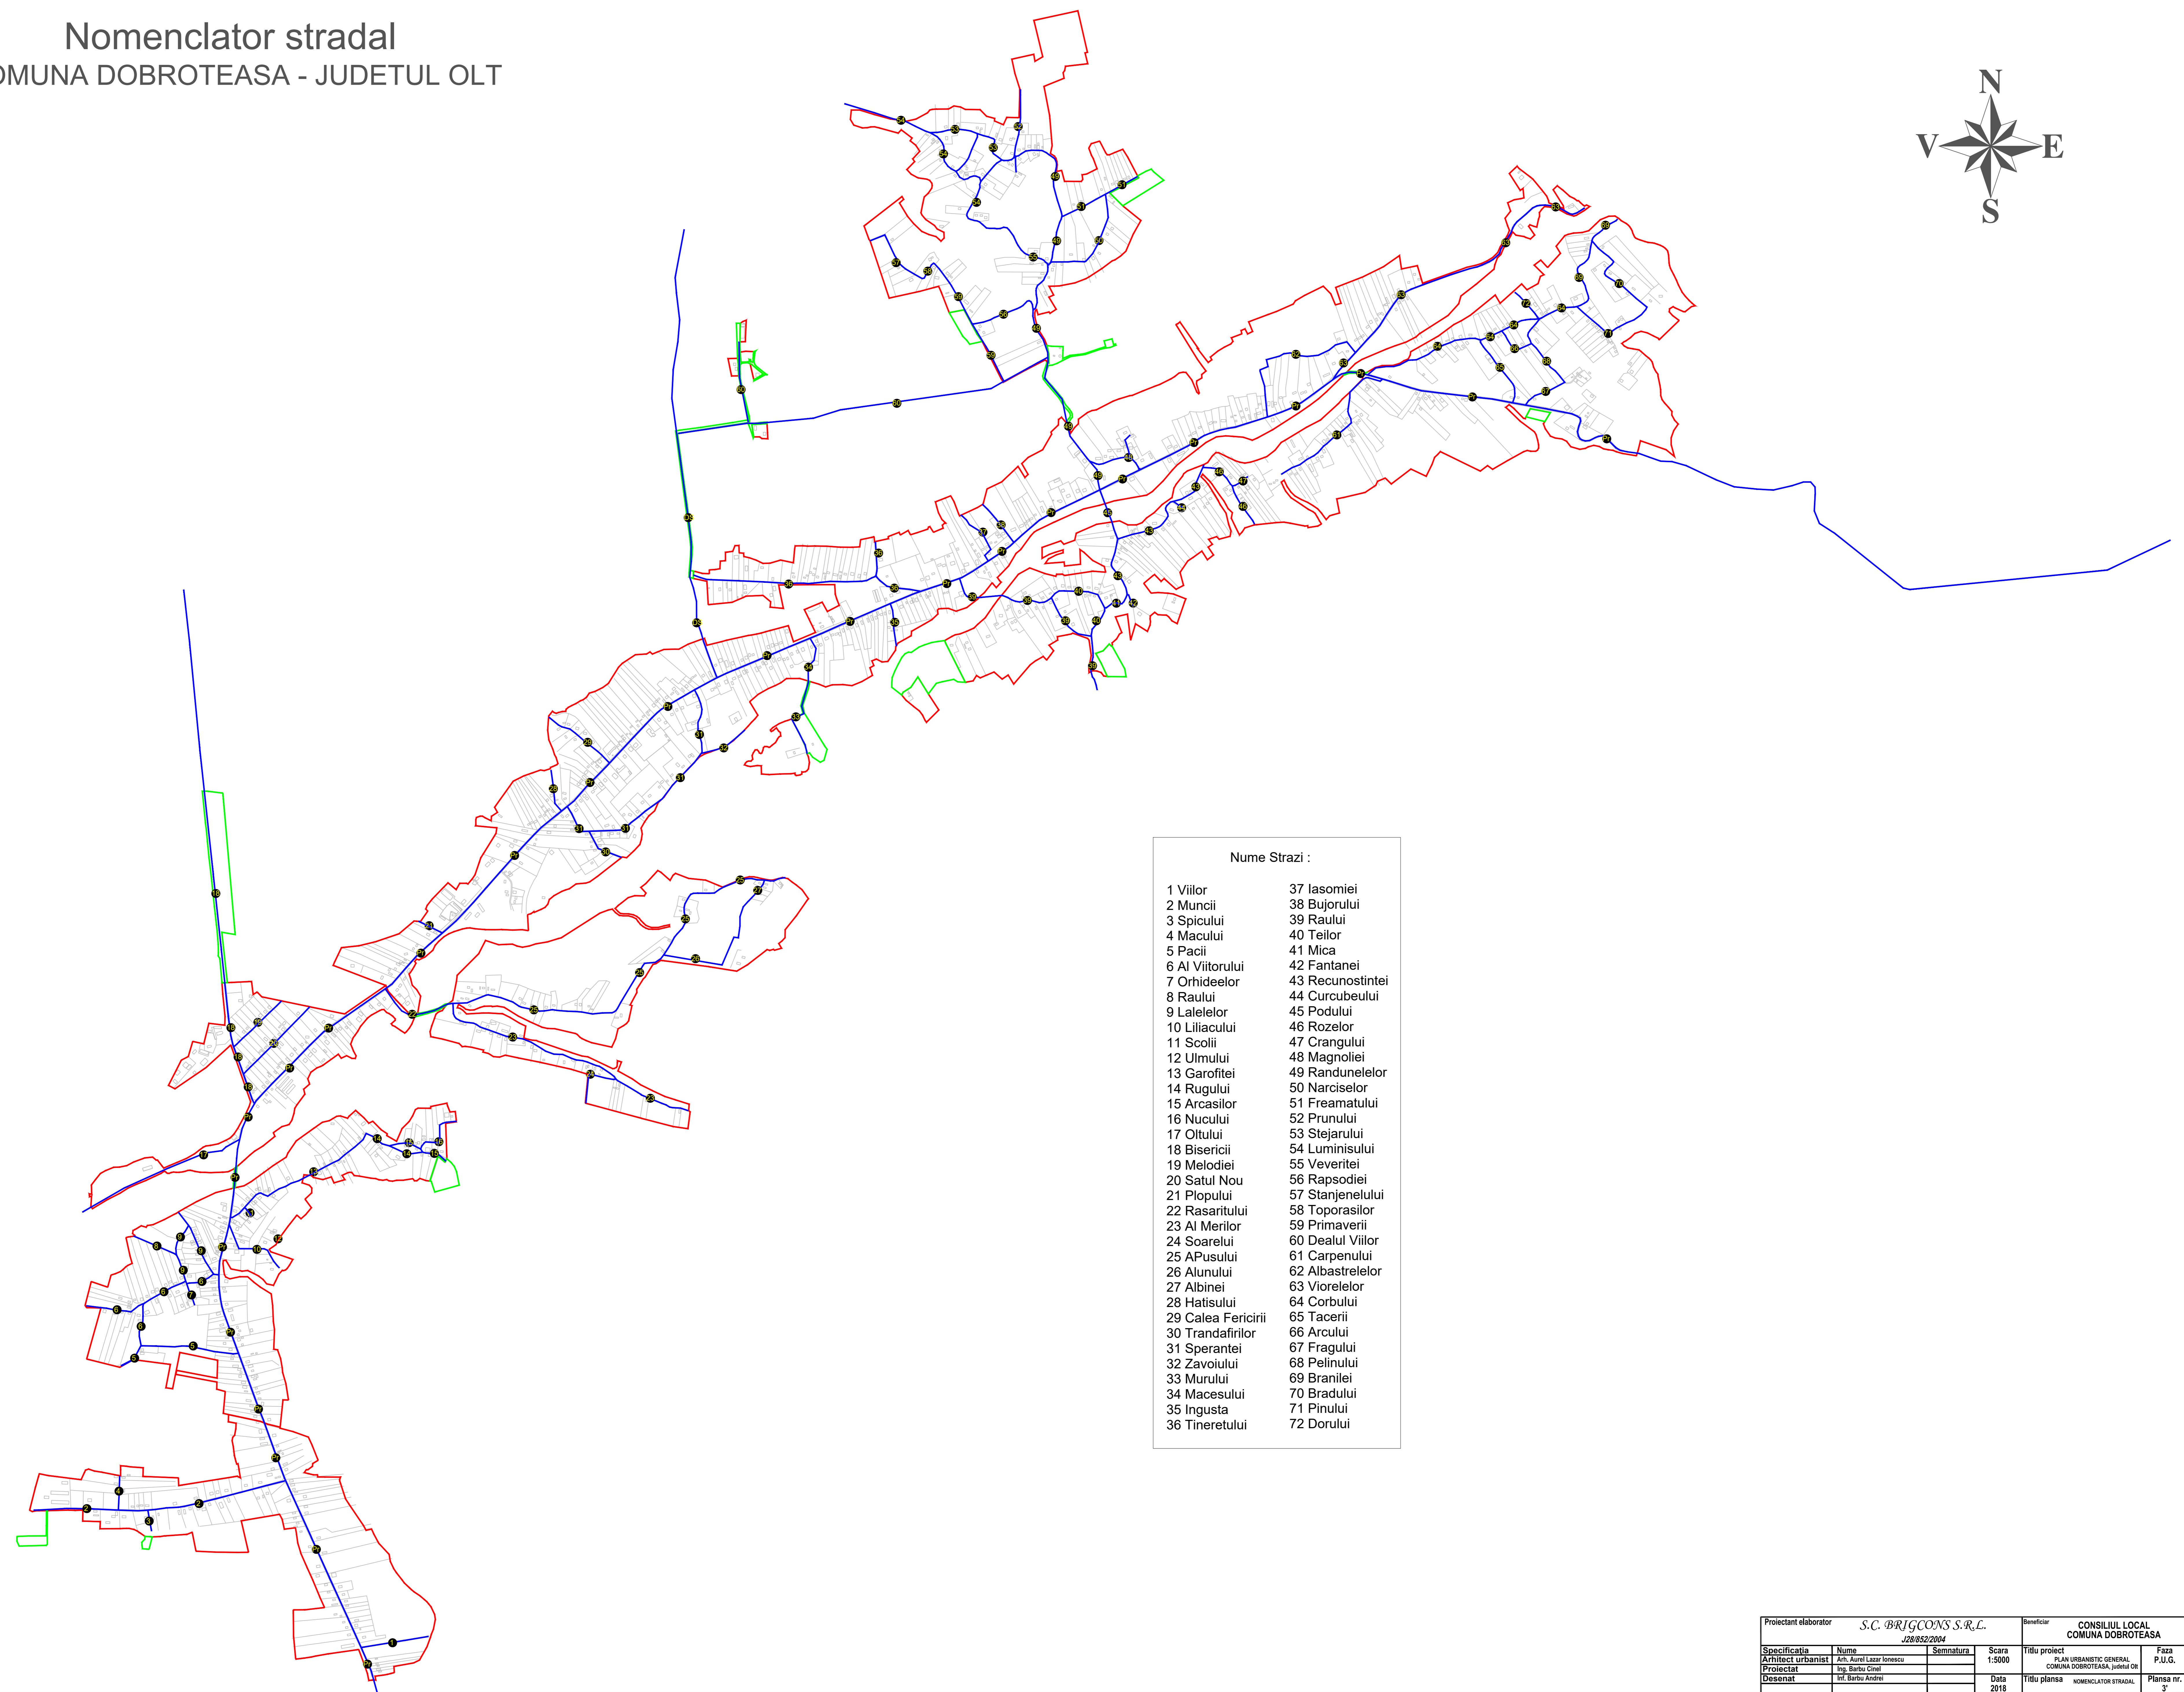 Nomenclator stradal
OMUNA DOBROTEASA - JUDETUL OLT
N
V
E
S
Nume Strazi :
1 Viilor
2 Muncii
3 Spicului
4 Macului
5 Pacii
6 Al Viitorului
7 Orhideelor
8 Raului
9 Lalelelor
10 Liliacului
11 Scolii
12 Ulmului
13 Garofitei
14 Rugului
15 Arcasilor
16 Nucului
17 Oltului
18 Bisericii
19 Melodiei
20 Satul Nou
21 Plopului
22 Rasaritului
23 Al Merilor
24 Soarelui
25 APusului
26 Alunului
27 Albinei
28 Hatisului
29 Calea Fericirii
30 Trandafirilor
31 Sperantei
32 Zavoiului
33 Murului
34 Macesului
35 Ingusta
36 Tineretului
37 Iasomiei
38 Bujorului
39 Raului
40 Teilor
41 Mica
42 Fantanei
43 Recunostintei
44 Curcubeului
45 Podului
46 Rozelor
47 Crangului
48 Magnoliei
49 Randunelelor
50 Narciselor
51 Freamatului
52 Prunului
53 Stejarului
54 Luminisului
55 Veveritei
56 Rapsodiei
57 Stanjenelului
58 Toporasilor
59 Primaverii
60 Dealul Viilor
61 Carpenului
62 Albastrelelor
63 Viorelelor
64 Corbului
65 Tacerii
66 Arcului
67 Fragului
68 Pelinului
69 Branilei
70 Bradului
71 Pinului
72 Dorului
Proiectant elaborator
S.C. BRIGCONS S.R.L.
J28/852/2004
Beneficiar
CONSILIUL LOCAL
COMUNA DOBROTEASA
Specificatia Nume Semnatura Scara Titlu proiect Faza
Arhitect urbanist Arh. Aurel Lazar Ionescu 1:5000 PLAN URBANISTIC GENERAL P.U.G.
Proiectat Ing. Barbu Cinel COMUNA DOBROTEASA, judetul Olt
Desenat Inf. Barbu Andrei Data Titlu plansa NOMENCLATOR STRADAL Plansa nr.
2018 3'